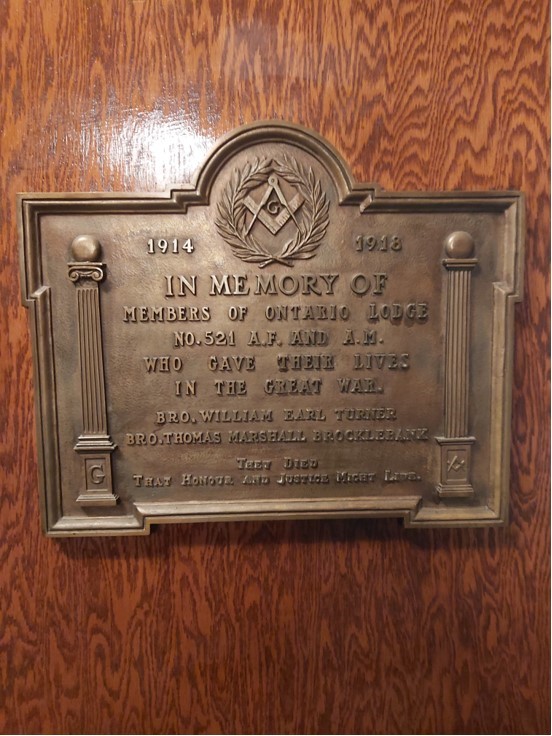 G
1914 1918
IN MEMORY OF
MEMBERS OF ONTARIO LODGE
NO. 521 A.F. AND A.M.
WHO GAVE THEIR LIVES
IN THE GREAT WAR.
BRO. WILLIAM EARL TURNER
BRO. THOMAS MARSHALL BROCKLEBANK
THEY DIED
THAT HONOUR AND JUSTICE MIGHT LIVE.
G